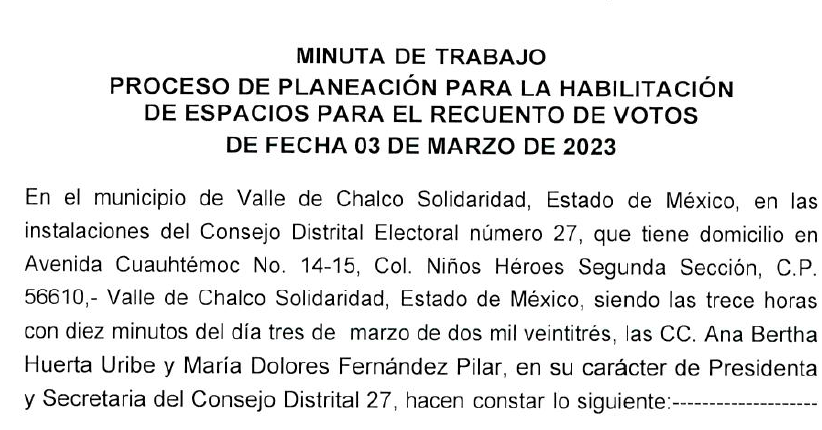 MINUTA DE TRABAJO
PROCESO DE PLANEACIÓN PARA LA HABILITACIÓN
DE ESPACIOS PARA EL RECUENTO DE VOTOS
DE FECHA 03 DE MARZO DE 2023
En el municipio de Valle de Chalco Solidaridad, Estado de México, en las
instalaciones del Consejo Distrital Electoral número 27, que tiene domicilio en
Avenida Cuauhtémoc No. 14-15, Col. Niños Héroes Segunda Sección, C.P.
56610,- Valle de Chalco Solidaridad, Estado de México, siendo las trece horas
con diez minutos del día tres de marzo de dos mil veintitrés, las CC. Ana Bertha
Huerta Uribe y María Dolores Fernández Pilar, en su carácter de Presidenta
y Secretaria del Consejo Distrital 27, hacen constar lo siguiente:--------------------